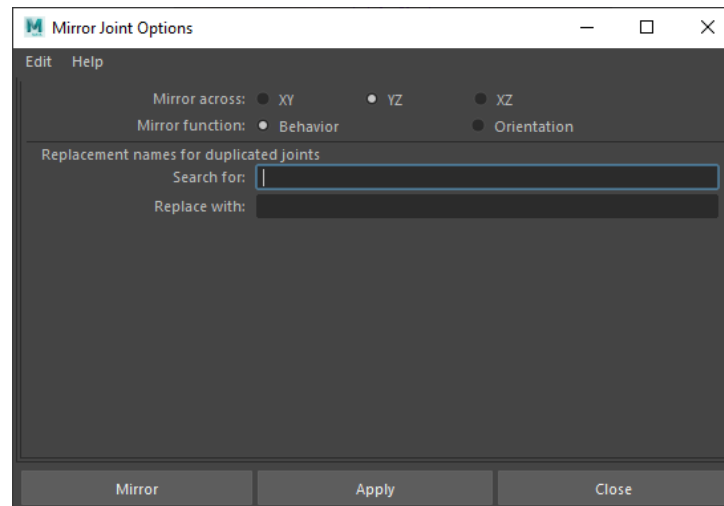 Mirror Joint Options
Edit Help
Mirror across: XY YZ XZ
Mirror function: Behavior Orientation
Replacement names for duplicated joints
Search for:
Replace with:
Mirror Apply Close